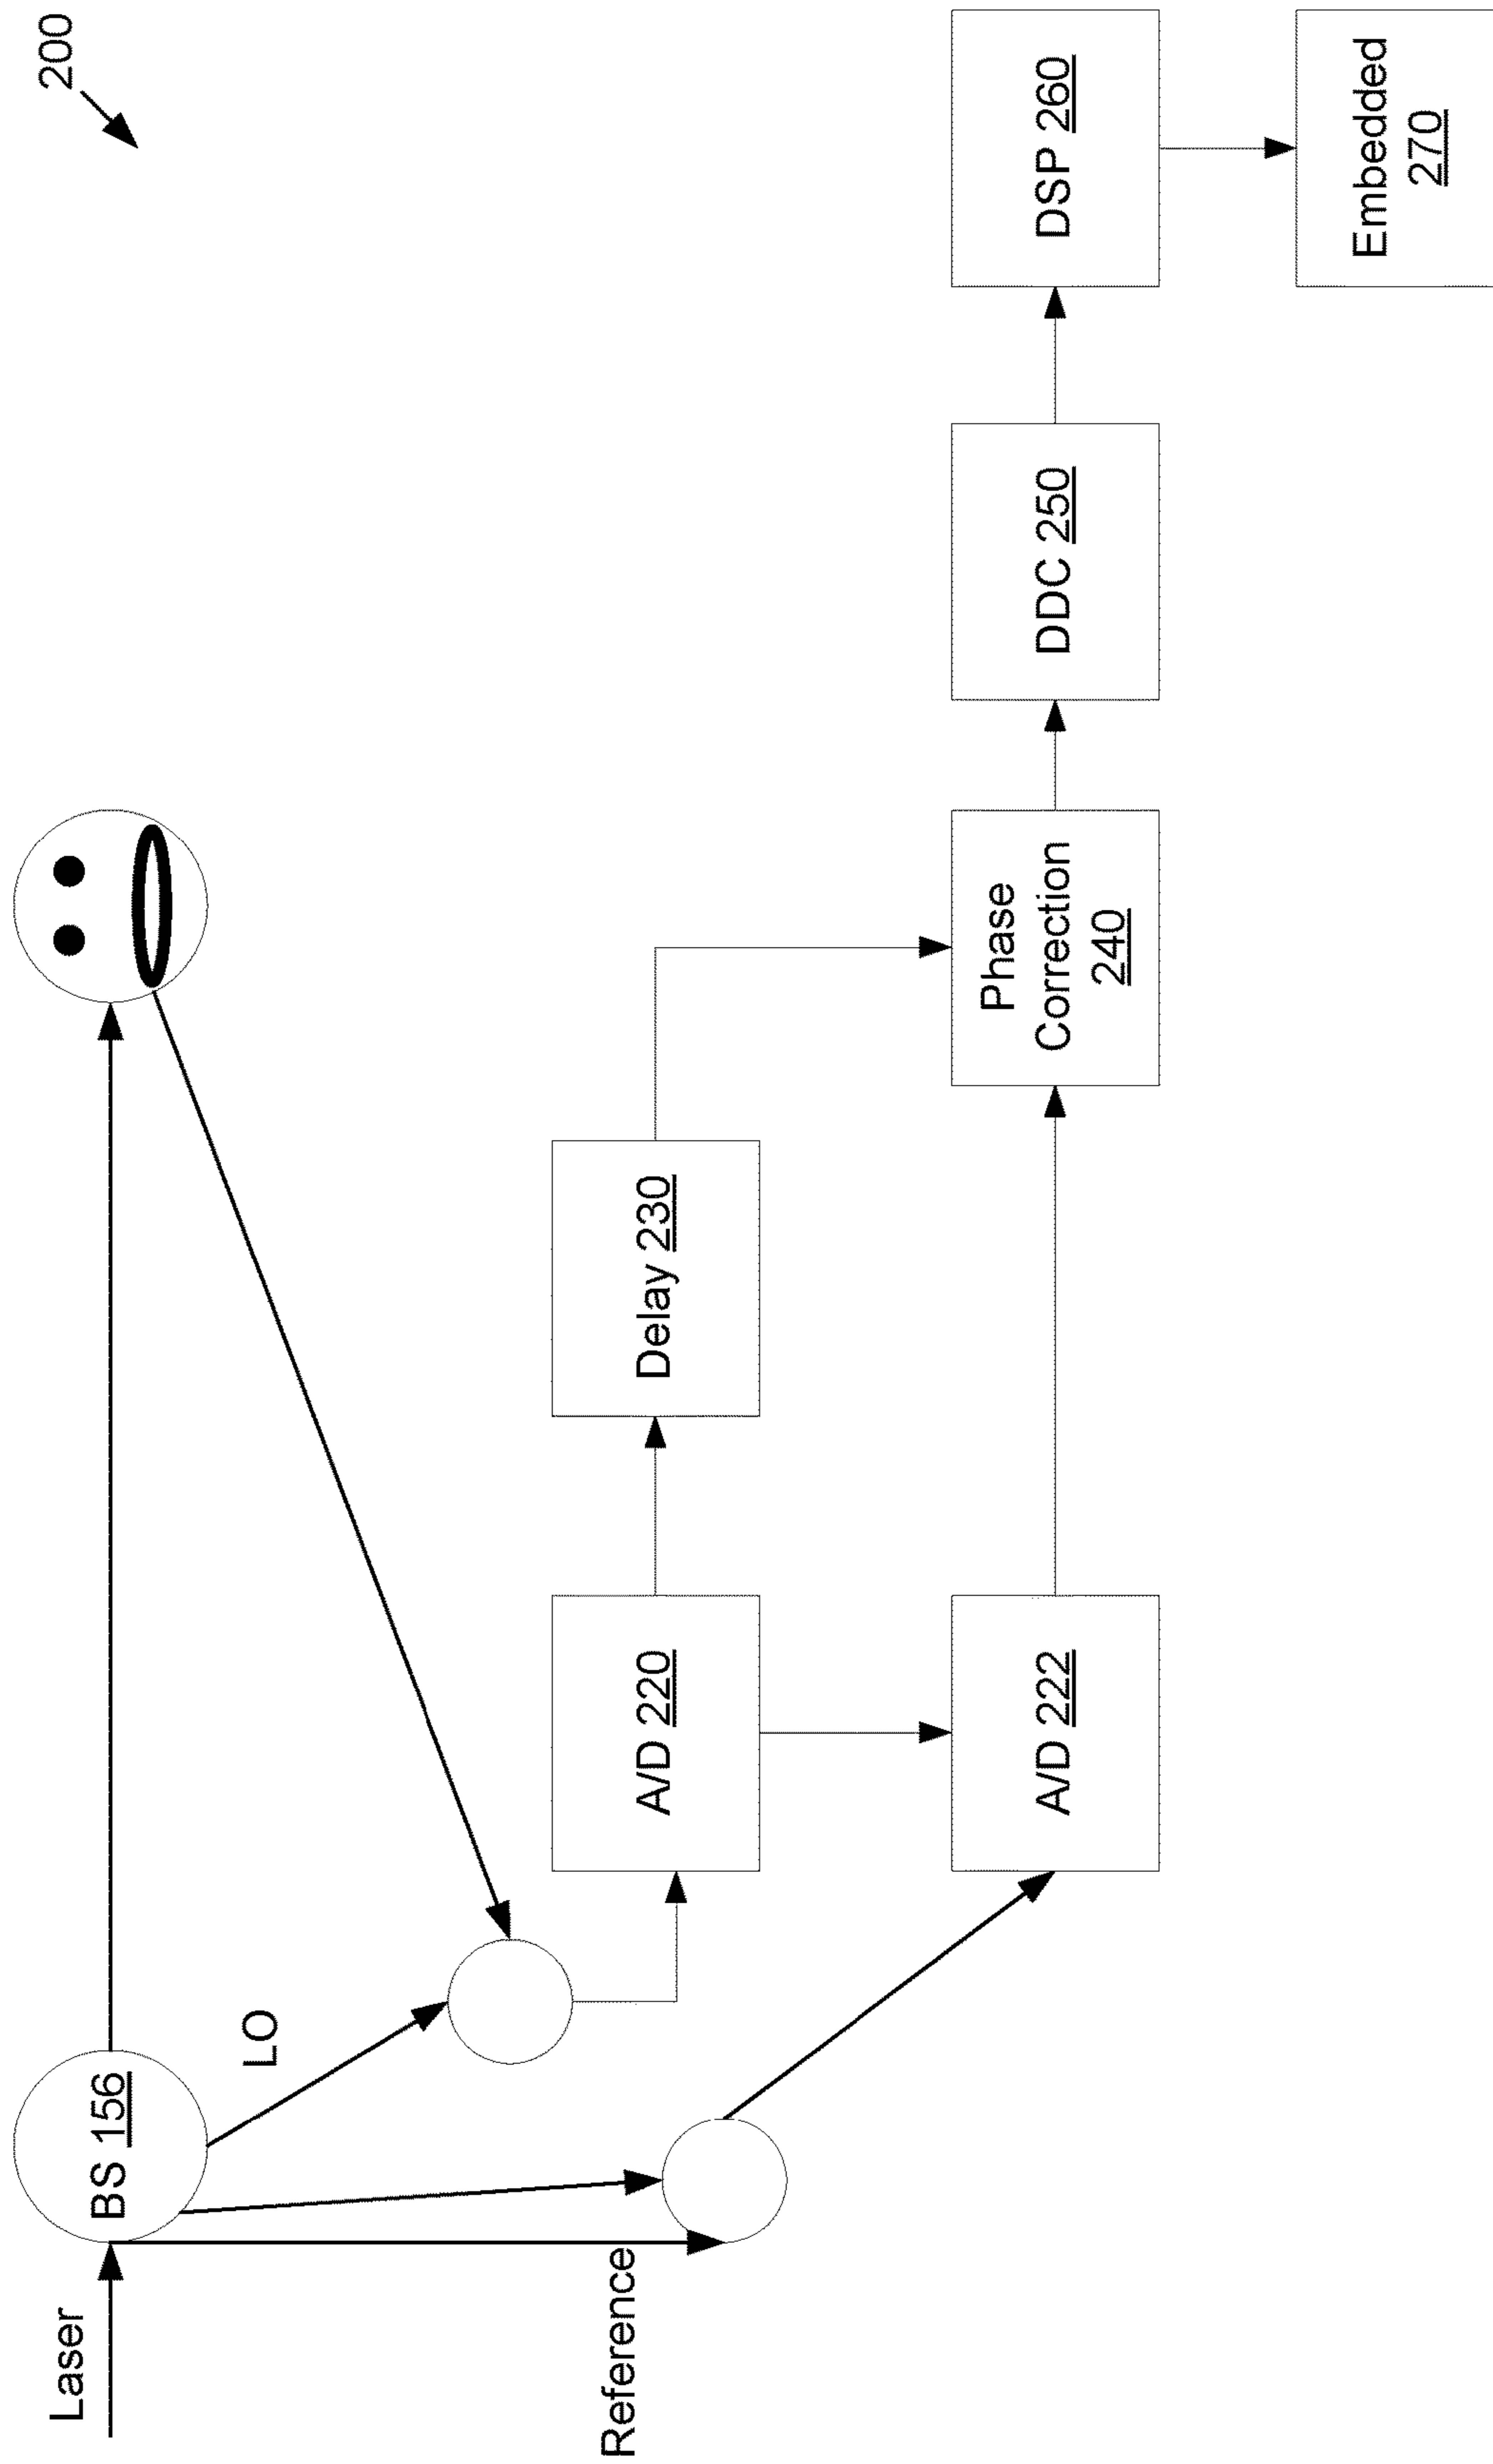 200
Laser
BS 156
LO
Reference
A/D 220
Delay 230
A/D 222
Phase
Correction
240
DDC 250
DSP 260
Embedded
270